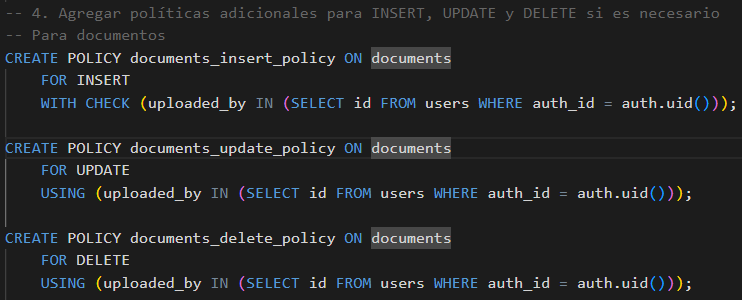 -- 4. Agregar políticas adicionales para INSERT, UPDATE y DELETE si es necesario
-- Para documentos
CREATE POLICY documents_insert_policy ON documents
    FOR INSERT
    WITH CHECK (uploaded_by IN (SELECT id FROM users WHERE auth_id = auth.uid()));

CREATE POLICY documents_update_policy ON documents
    FOR UPDATE
    USING (uploaded_by IN (SELECT id FROM users WHERE auth_id = auth.uid()));

CREATE POLICY documents_delete_policy ON documents
    FOR DELETE
    USING (uploaded_by IN (SELECT id FROM users WHERE auth_id = auth.uid()));